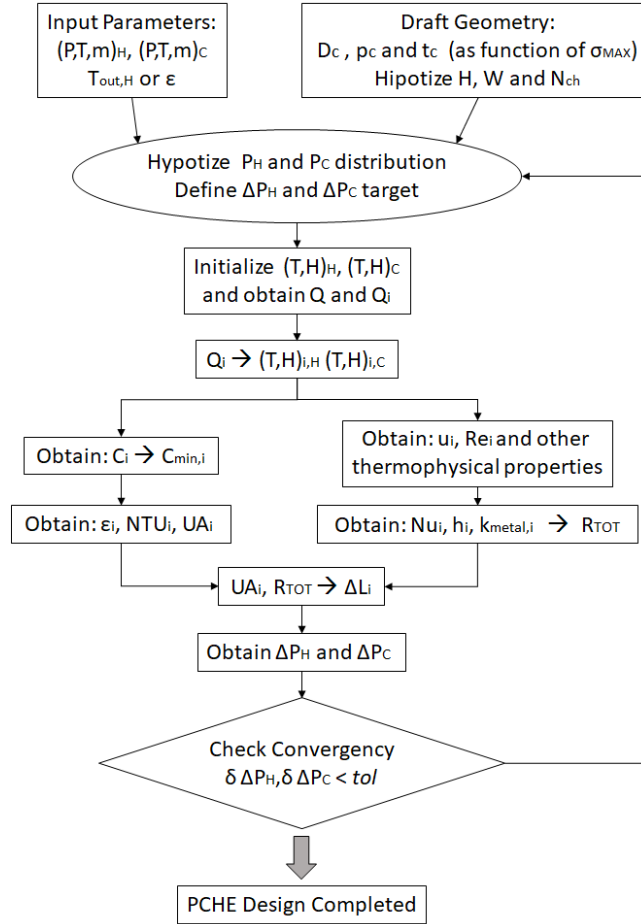 Input Parameters:
(P,T,m)H, (P,T,m)C
Tout,H or ε
Draft Geometry:
DC , pC and tC (as function of σMAX)
Hipotize H, W and Nch
Hypotize PH and PC distribution
Define ΔPH and ΔPC target
Initialize (T,H)H, (T,H)C
and obtain Q and Qi
Qi → (T,H)i,H (T,H)i,C
Obtain: Ci → Cmin,i
Obtain: ui, Rei and other
thermophysical properties
Obtain: εi, NTUi, UAi
Obtain: Nui, hi, kmetal,i → RTOT
UAi, RTOT → ΔLi
Obtain ΔPH and ΔPC
Check Convergency
δ ΔPH,δ ΔPC < tol
PCHE Design Completed